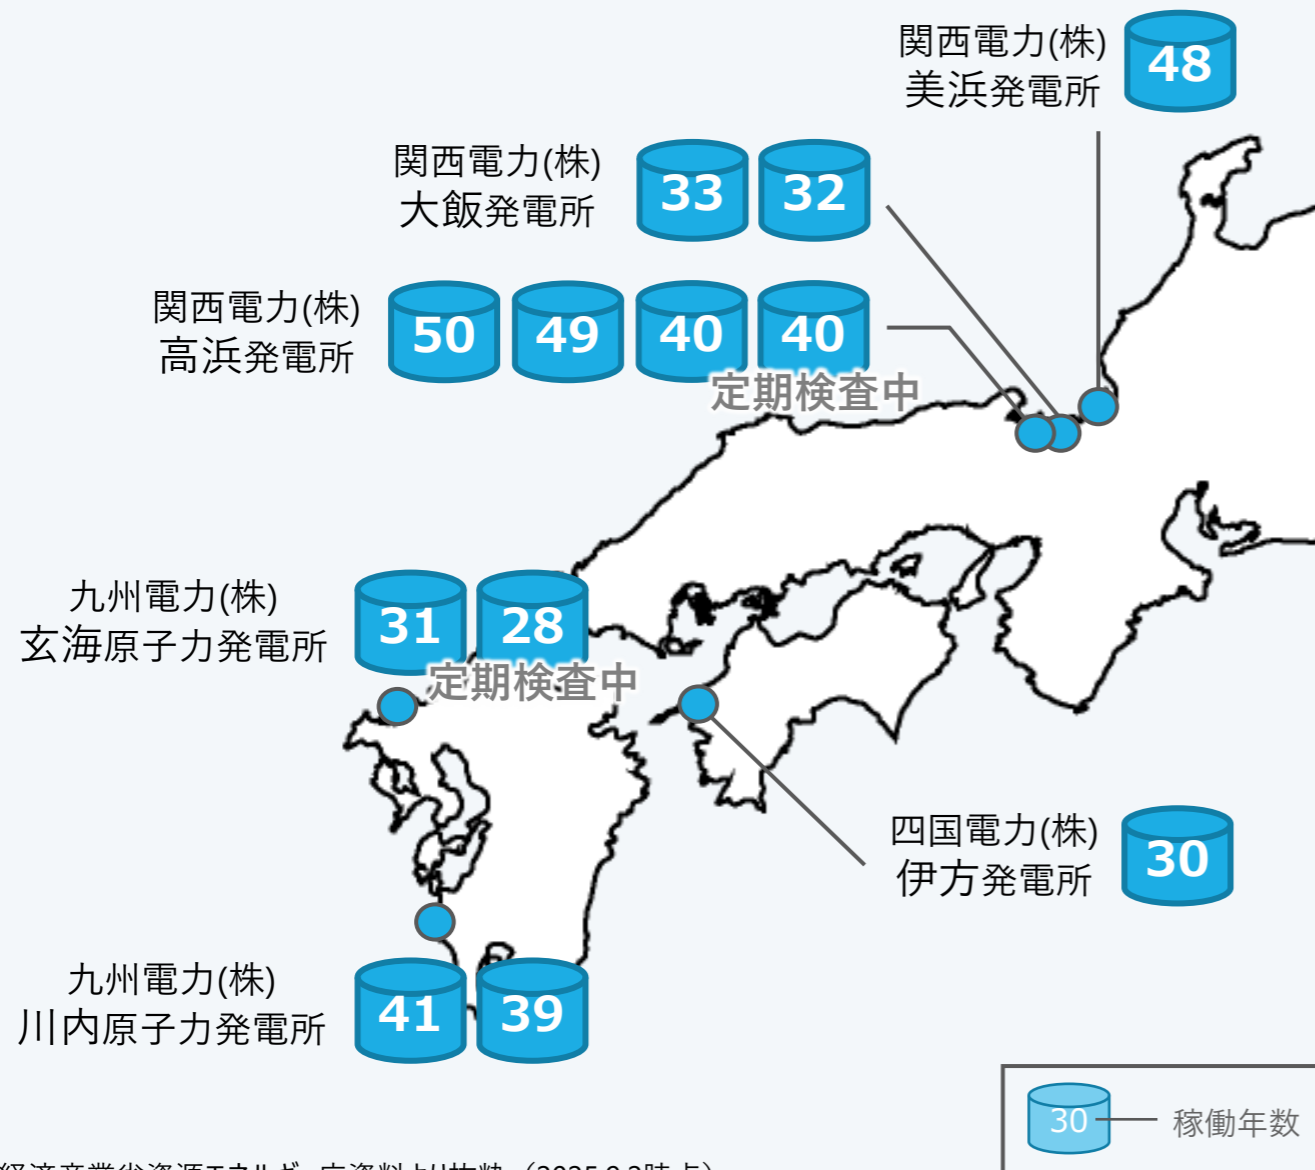 関西電力(株)
美浜発電所
48
関西電力(株)
大飯発電所
33 32
関西電力(株)
高浜発電所
50 49 40 40
定期検査中
九州電力(株)
玄海原子力発電所
31 28
定期検査中
四国電力(株)
伊方発電所
30
九州電力(株)
川内原子力発電所
41 39
30 稼働年数